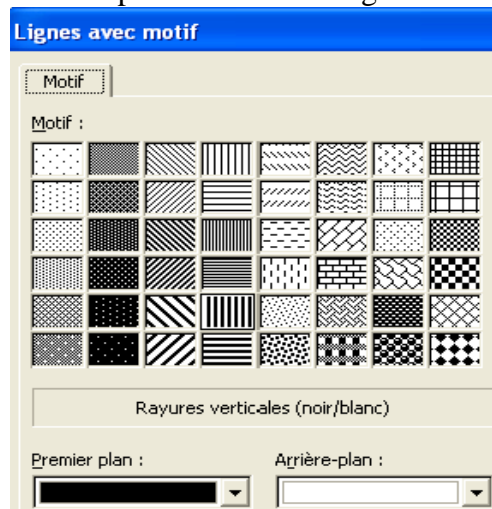 Lignes avec motif
Motif
Motif :
Rayures verticales (noir/blanc)
Premier plan :
Arrière-plan :